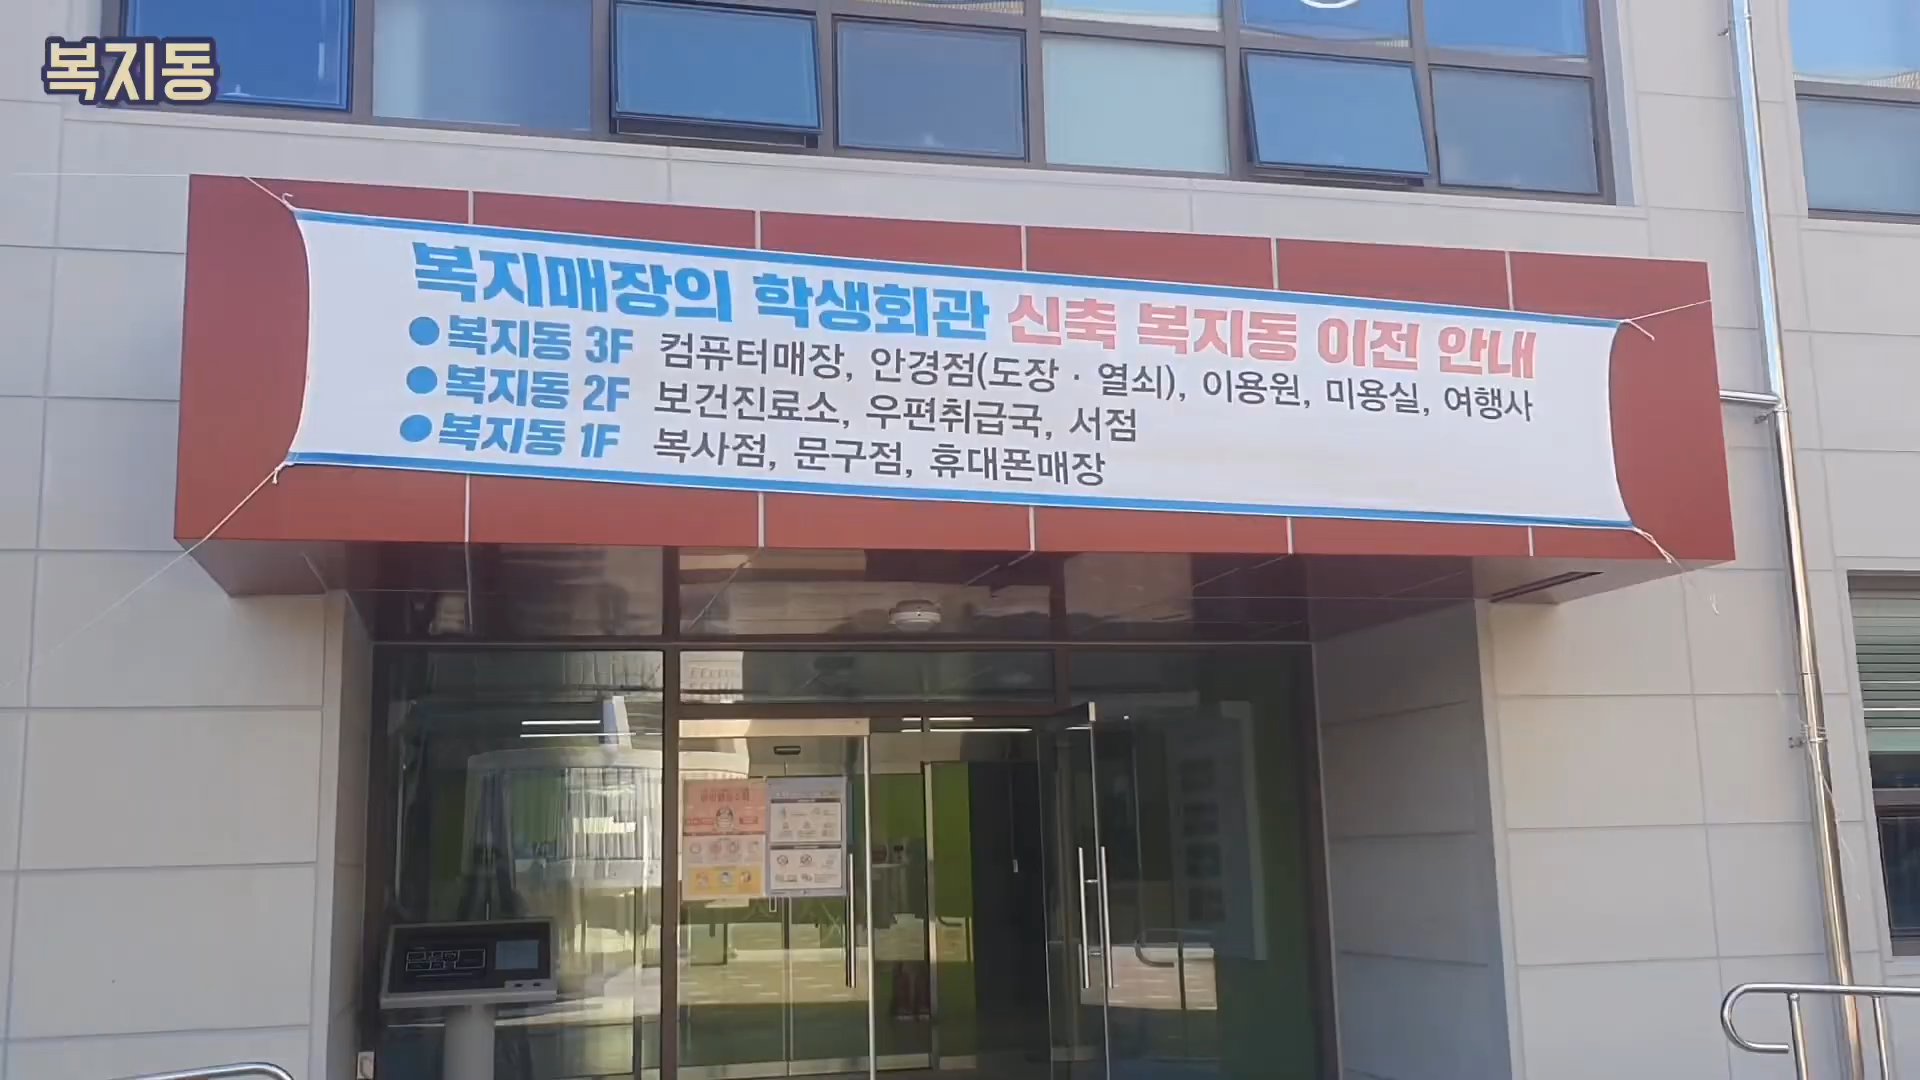 복지동
복지매장의 학생회관 신축 복지동 이전 안내
●복지동 3F 컴퓨터매장, 안경점(도장 · 열쇠), 이용원, 미용실, 여행사
●복지동 2F 보건진료소, 우편취급국, 서점
●복지동 1F 복사점, 문구점, 휴대폰매장